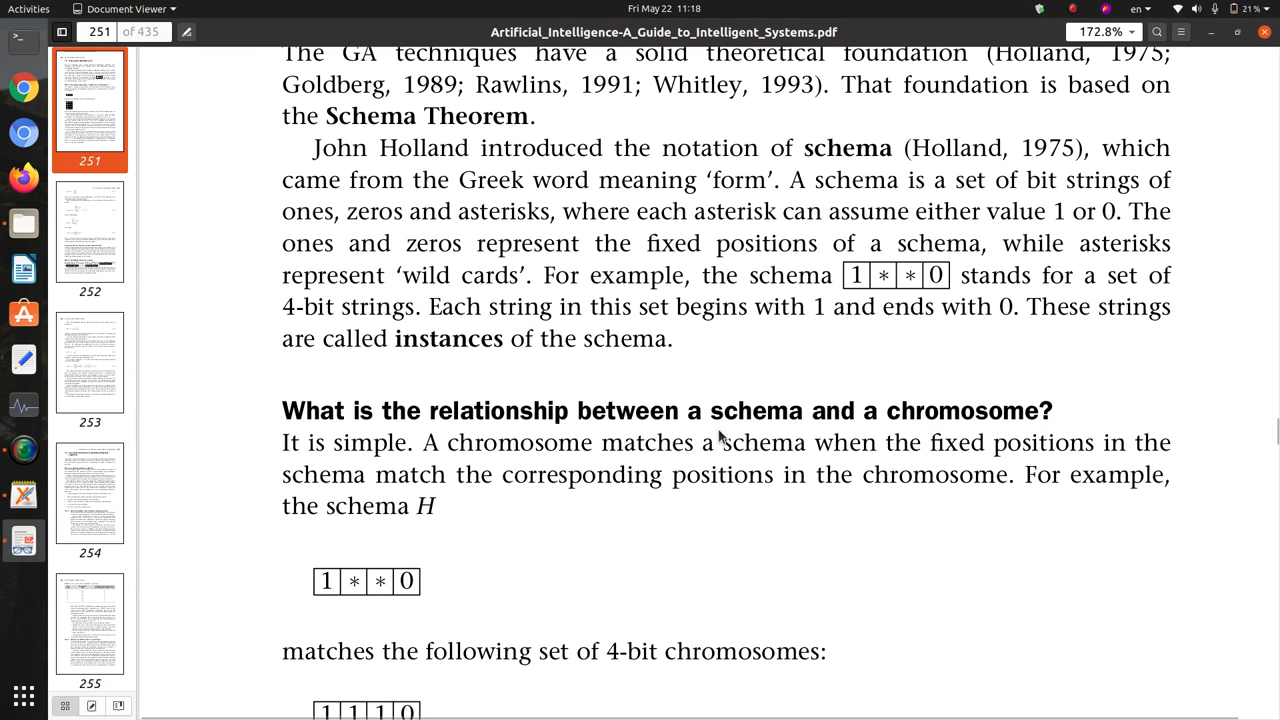 Activities
Document Viewer
Fri May 22 11:18
en
21 %
251
of 435
Artificial_Intelligence-A_Guide_to_Intelligent_Systems.pdf
172.8%
251
252
253
254
255
The GA techniques have a solid theoretical foundation (Holland, 1975;
Goldberg, 1989; Rawlins, 1991; Whitley, 1993). That foundation is based on
the Schema Theorem.
John Holland introduced the notation of schema (Holland, 1975), which
came from the Greek word meaning ‘form’. A schema is a set of bit strings of
ones, zeros and asterisks, where each asterisk can assume either value 1 or 0. The
ones and zeros represent the fixed positions of a schema, while asterisks
represent ‘wild cards’. For example, the schema 1 * * 0 stands for a set of
4-bit strings. Each string in this set begins with 1 and ends with 0. These strings
are called instances of the schema.
What is the relationship between a schema and a chromosome?
It is simple. A chromosome matches a schema when the fixed positions in the
schema match the corresponding positions in the chromosome. For example,
the schema H
1 * * 0
matches the following set of 4-bit chromosomes:
1 1 1 0